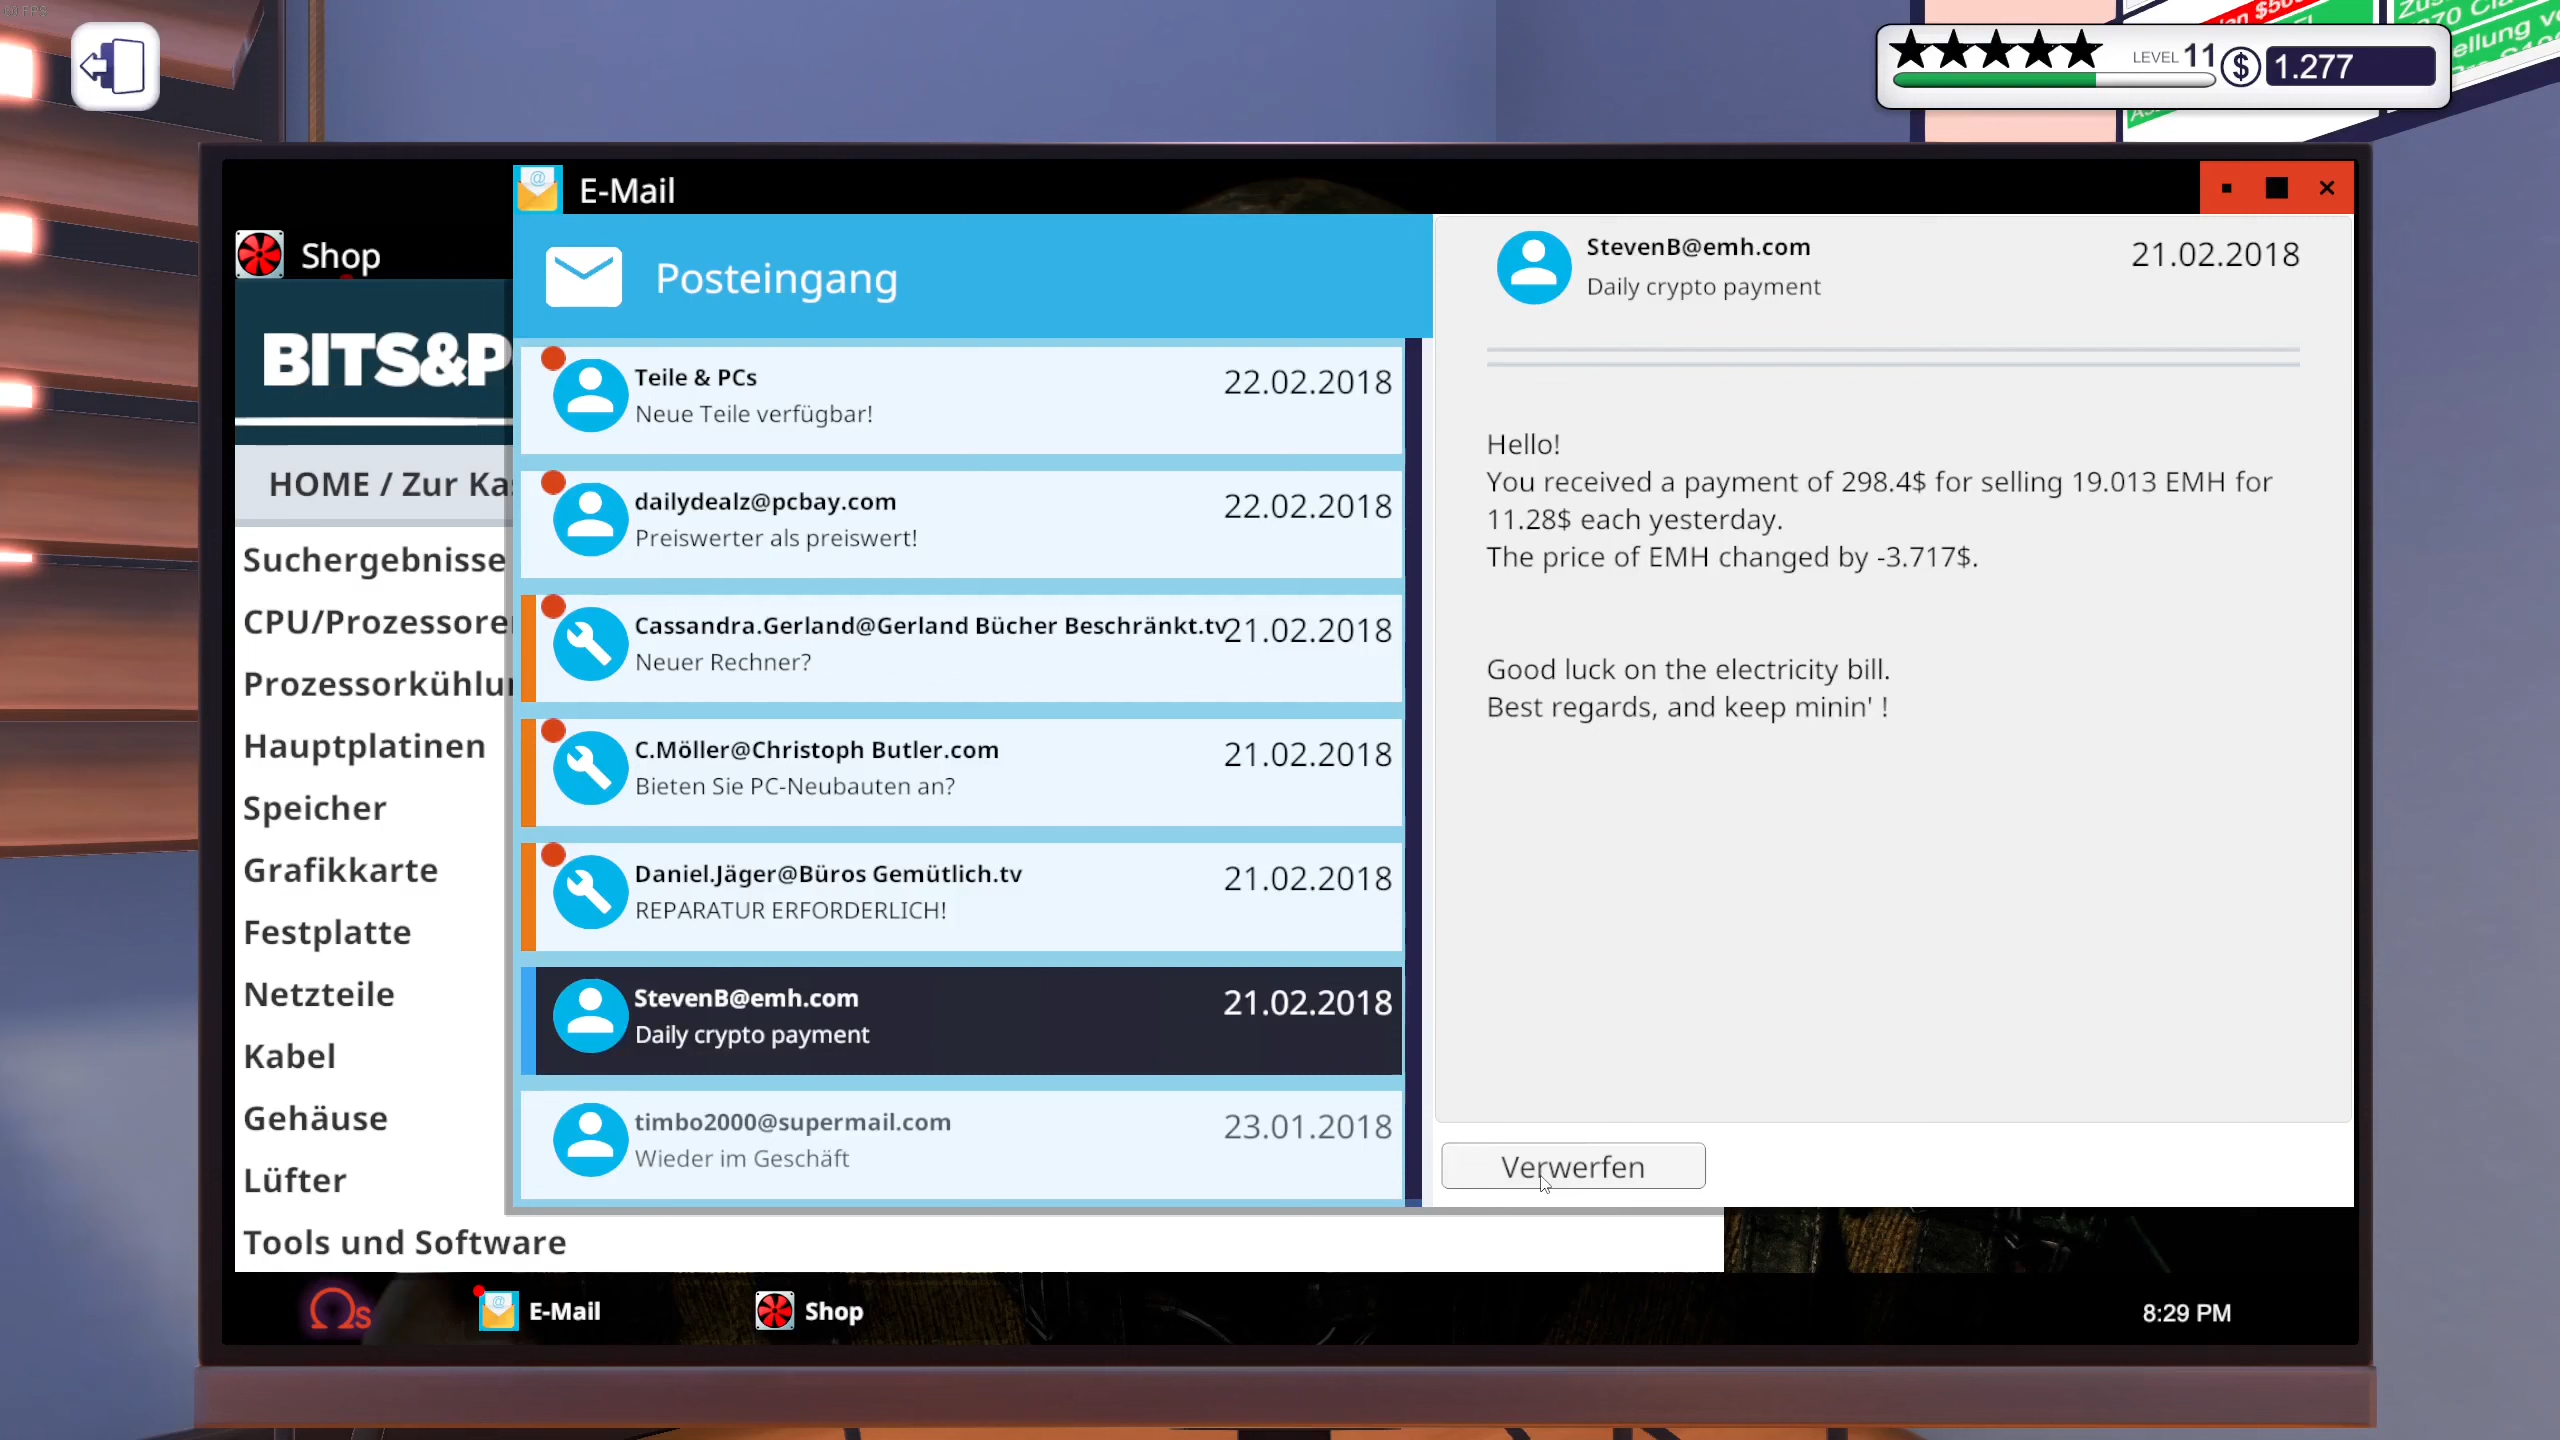 60 FPS
LEVEL 11
$ 1.277
E-Mail
Shop
BITS&P
HOME / Zur Ka
Suchergebnisse
CPU/Prozessore
Prozessorkühlu
Hauptplatinen
Speicher
Grafikkarte
Festplatte
Netzteile
Kabel
Gehäuse
Lüfter
Tools und Software
Posteingang
Teile & PCs
22.02.2018
Neue Teile verfügbar!
dailydealz@pcbay.com
22.02.2018
Preiswerter als preiswert!
Cassandra.Gerland@Gerland Bücher Beschränkt.tv
21.02.2018
Neuer Rechner?
C.Möller@Christoph Butler.com
21.02.2018
Bieten Sie PC-Neubauten an?
Daniel.Jäger@Büros Gemütlich.tv
21.02.2018
REPARATUR ERFORDERLICH!
StevenB@emh.com
21.02.2018
Daily crypto payment
timbo2000@supermail.com
23.01.2018
Wieder im Geschäft
StevenB@emh.com
21.02.2018
Daily crypto payment
Hello!
You received a payment of 298.4$ for selling 19.013 EMH for
11.28$ each yesterday.
The price of EMH changed by -3.717$.
Good luck on the electricity bill.
Best regards, and keep minin' !
Verwerfen
Ωs
E-Mail
Shop
8:29 PM